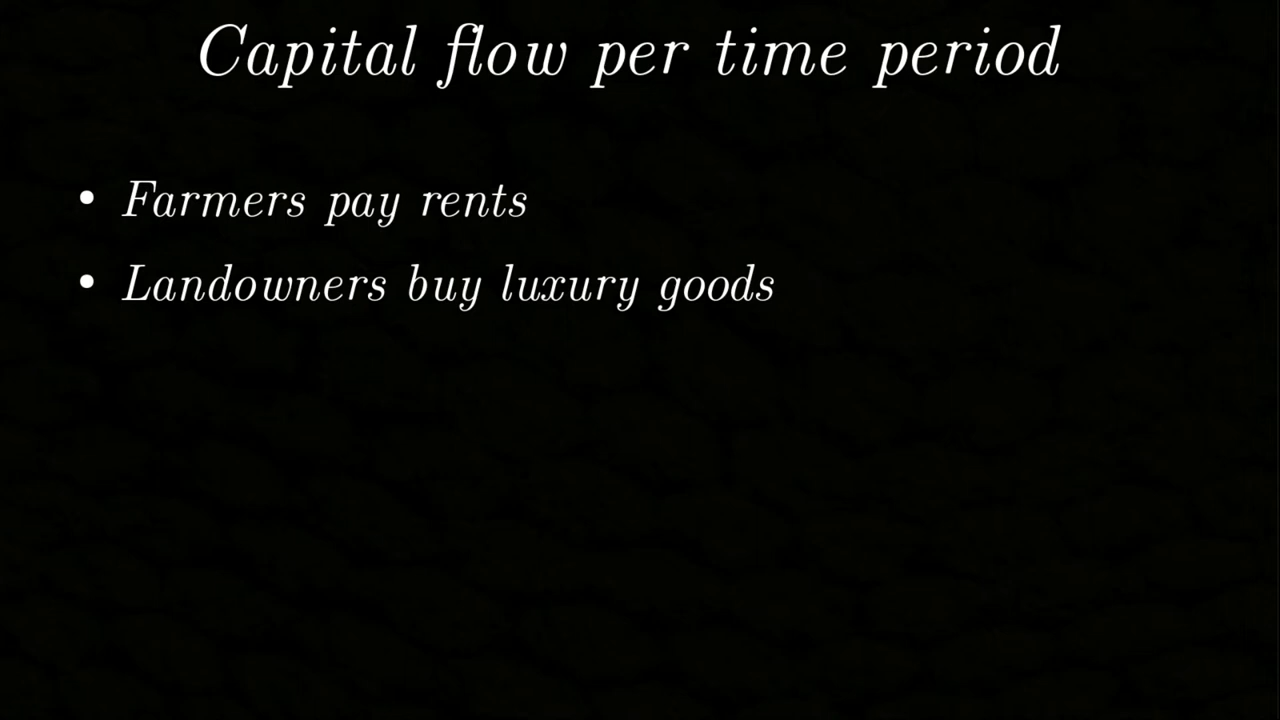 Capital flow per time period
• Farmers pay rents
• Landowners buy luxury goods